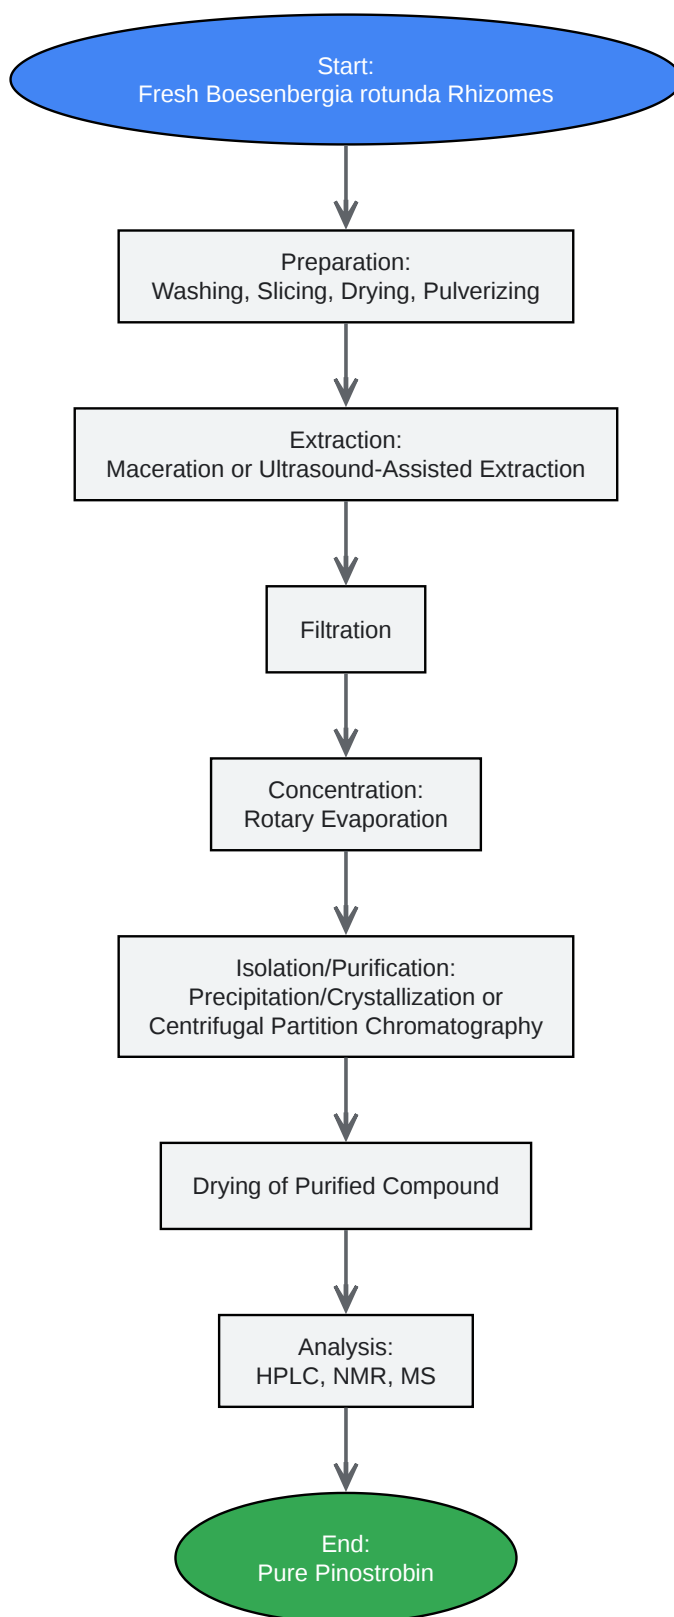 Start:
Fresh Boesenbergia rotunda Rhizomes
Preparation:
Washing, Slicing, Drying, Pulverizing
Extraction:
Maceration or Ultrasound-Assisted Extraction
Filtration
Concentration:
Rotary Evaporation
Isolation/Purification:
Precipitation/Crystallization or
Centrifugal Partition Chromatography
Drying of Purified Compound
Analysis:
HPLC, NMR, MS
End:
Pure Pinostrobin